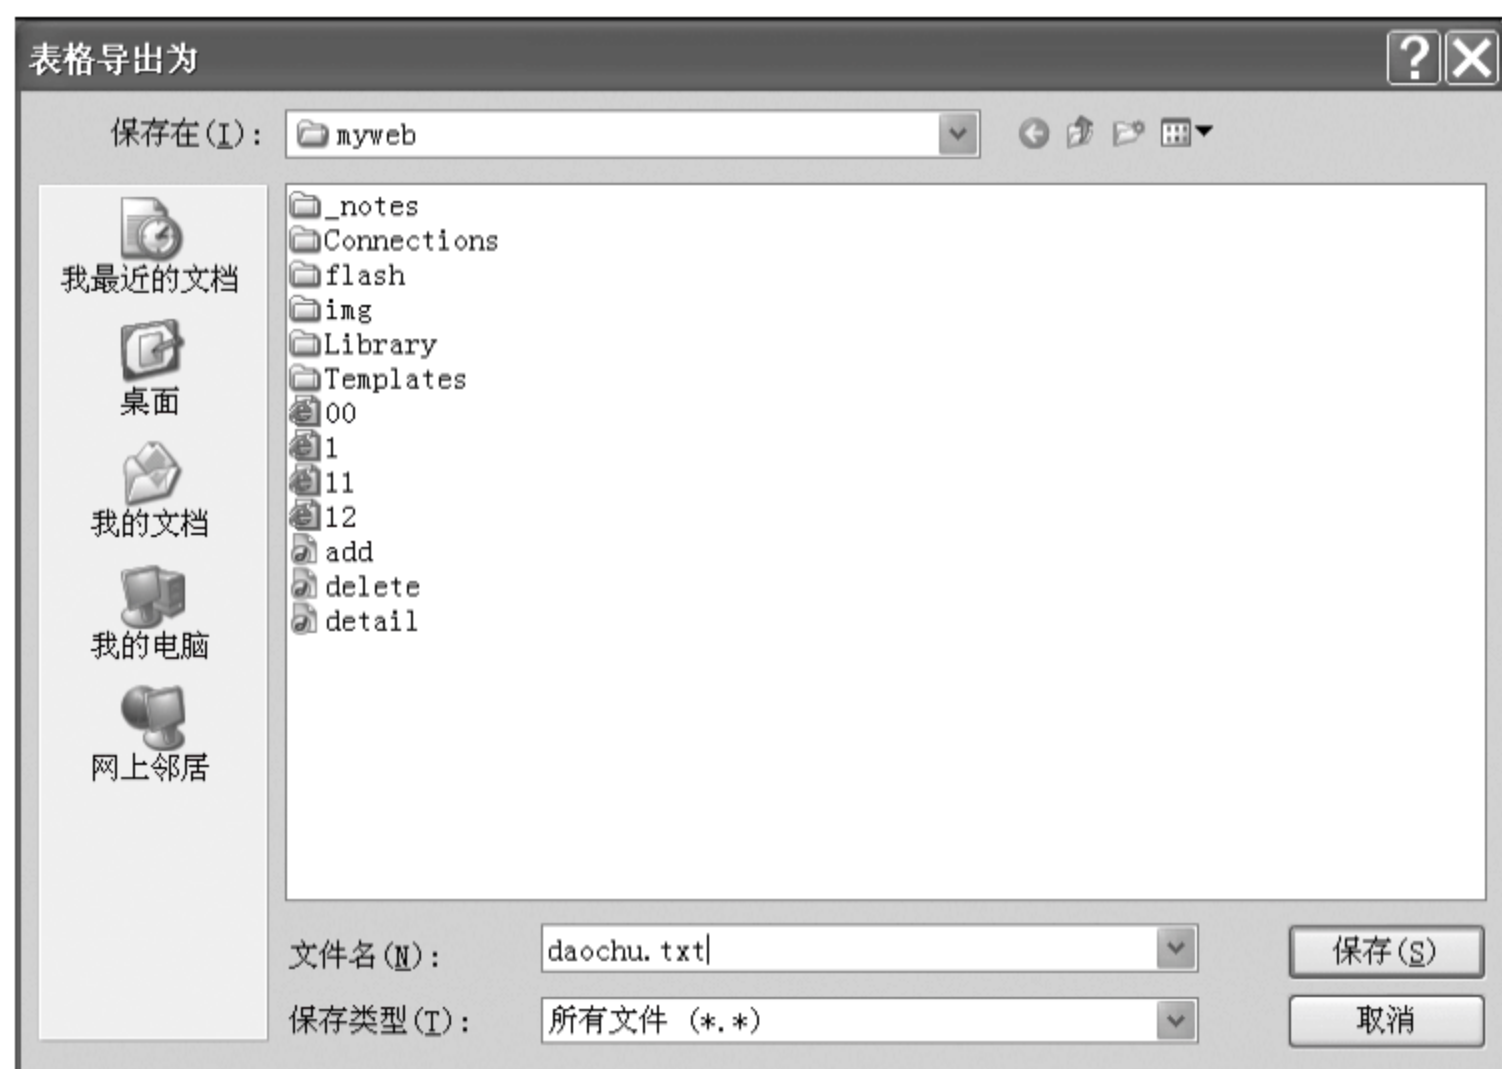 表格导出为
保存在(I): myweb
我最近的文档
桌面
我的文档
我的电脑
网上邻居
_notes
Connections
flash
img
Library
Templates
00
1
11
12
add
delete
detail
文件名(N): daochu.txt 保存(S)
保存类型(T): 所有文件 (*.*) 取消